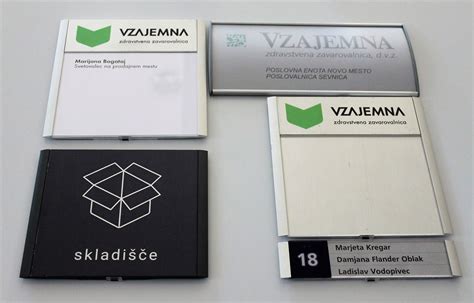 VZAJEMNA
zdravstvena zavarovalnica
Marijana Bogataj
Svetovalec na prodajnem mestu
VZAJEMNA
zdravstvena zavarovalnica, d.v.z.
POSLOVNA ENOTA NOVO MESTO
POSLOVALNICA SEVNICA
skladišče
VZAJEMNA
zdravstvena zavarovalnica
18
Marjeta Kregar
Damjana Flander Oblak
Ladislav Vodopivec